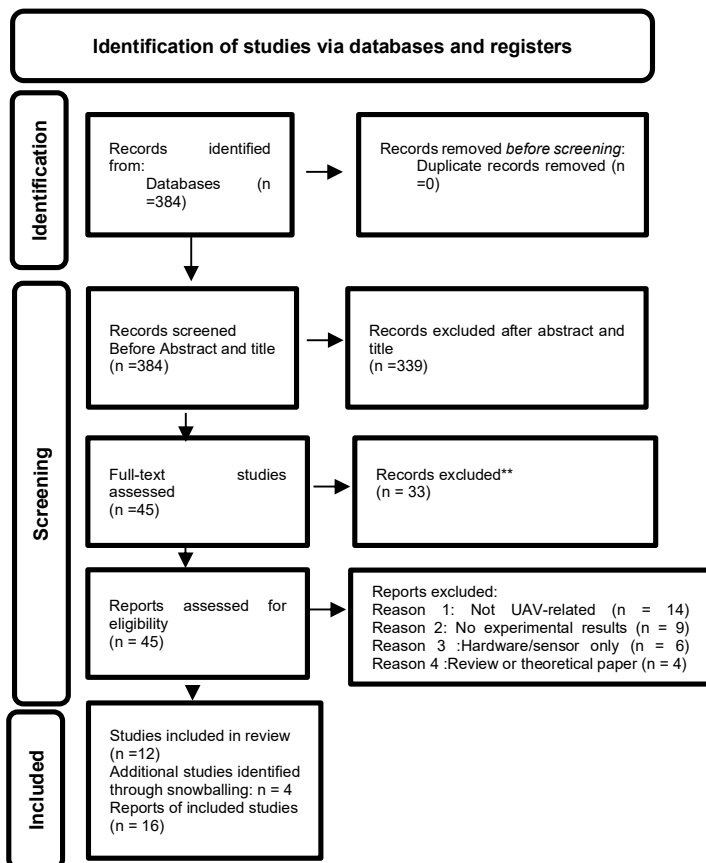 Identification of studies via databases and registers
Identification
Records identified
from:
Databases (n
=384)
Records removed before screening:
Duplicate records removed (n
=0)
Screening
Records screened
Before Abstract and title
(n =384)
Records excluded after abstract and
title
(n =339)
Full-text studies
assessed
(n =45)
Records excluded**
(n = 33)
Reports assessed for
eligibility
(n = 45)
Reports excluded:
Reason 1: Not UAV-related (n = 14)
Reason 2: No experimental results (n = 9)
Reason 3 :Hardware/sensor only (n = 6)
Reason 4 :Review or theoretical paper (n = 4)
Included
Studies included in review
(n =12)
Additional studies identified
through snowballing: n = 4
Reports of included studies
(n = 16)